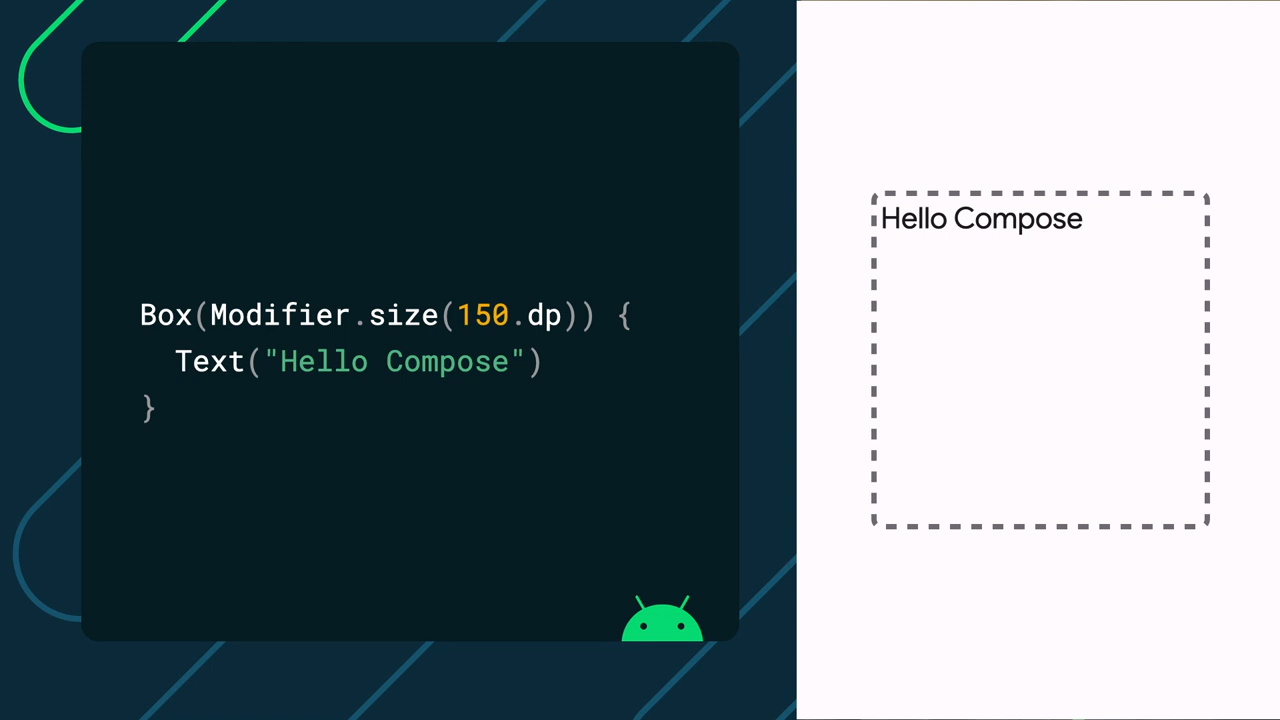 Box(Modifier.size(150.dp)) {
  Text("Hello Compose")
}
Hello Compose